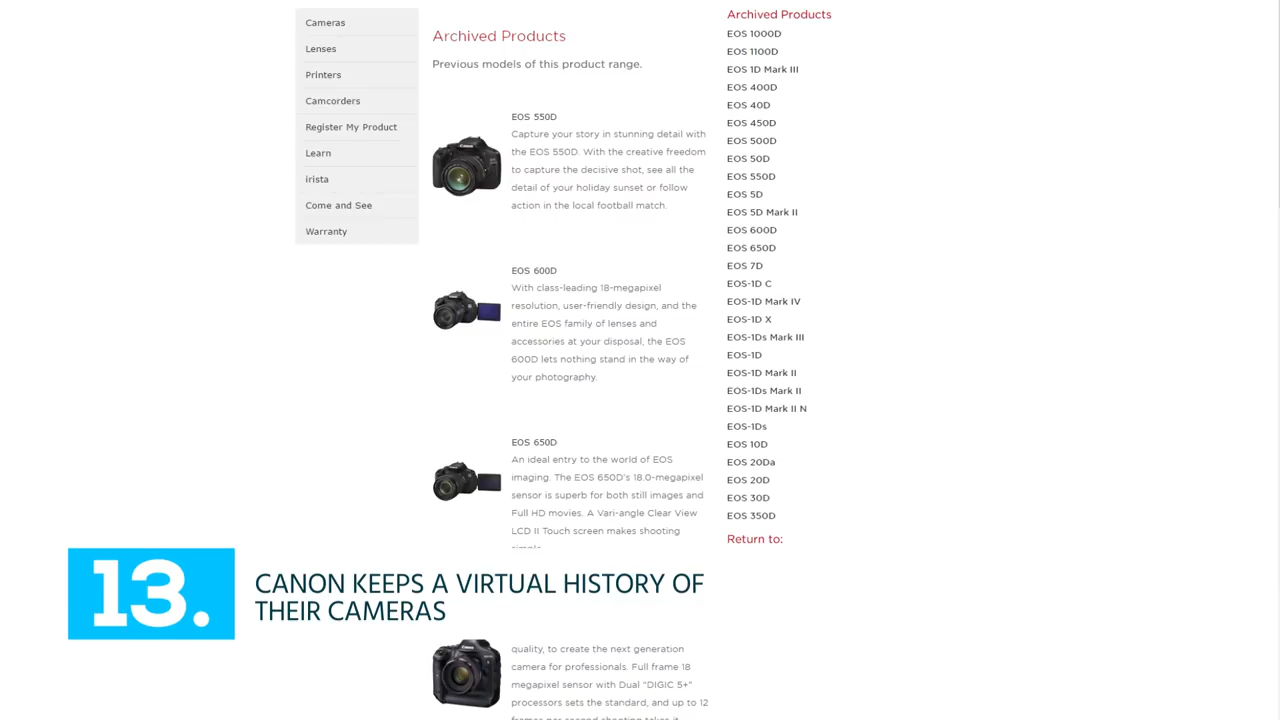 Cameras
Lenses
Printers
Camcorders
Register My Product
Learn
irista
Come and See
Warranty
Archived Products
Previous models of this product range.
EOS 550D
Capture your story in stunning detail with
the EOS 550D. With the creative freedom
to capture the decisive shot, see all the
detail of your holiday sunset or follow
action in the local football match.
EOS 600D
With class-leading 18-megapixel
resolution, user-friendly design, and the
entire EOS family of lenses and
accessories at your disposal, the EOS
600D lets nothing stand in the way of
your photography.
EOS 650D
An ideal entry to the world of EOS
imaging. The EOS 650D's 18.0-megapixel
sensor is superb for both still images and
Full HD movies. A Vari-angle Clear View
LCD II Touch screen makes shooting
simple.
Archived Products
EOS 1000D
EOS 1100D
EOS 1D Mark III
EOS 400D
EOS 40D
EOS 450D
EOS 500D
EOS 50D
EOS 550D
EOS 5D
EOS 5D Mark II
EOS 600D
EOS 650D
EOS 7D
EOS-1D C
EOS-1D Mark IV
EOS-1D X
EOS-1Ds Mark III
EOS-1D
EOS-1D Mark II
EOS-1Ds Mark II
EOS-1D Mark II N
EOS-1Ds
EOS 10D
EOS 20Da
EOS 20D
EOS 30D
EOS 350D
Return to:
13.
CANON KEEPS A VIRTUAL HISTORY OF
THEIR CAMERAS
quality, to create the next generation
camera for professionals. Full frame 18
megapixel sensor with Dual "DIGIC 5+"
processors sets the standard, and up to 12
frames per second shooting takes it